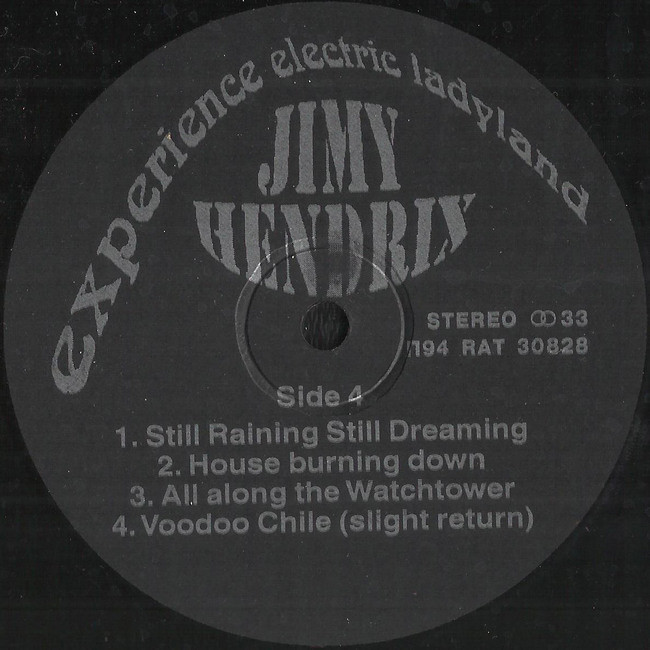 experience electric ladyland
JIMY
HENDRIX
STEREO 33
/194 RAT 30828
Side 4
1. Still Raining Still Dreaming
2. House burning down
3. All along the Watchtower
4. Voodoo Chile (slight return)